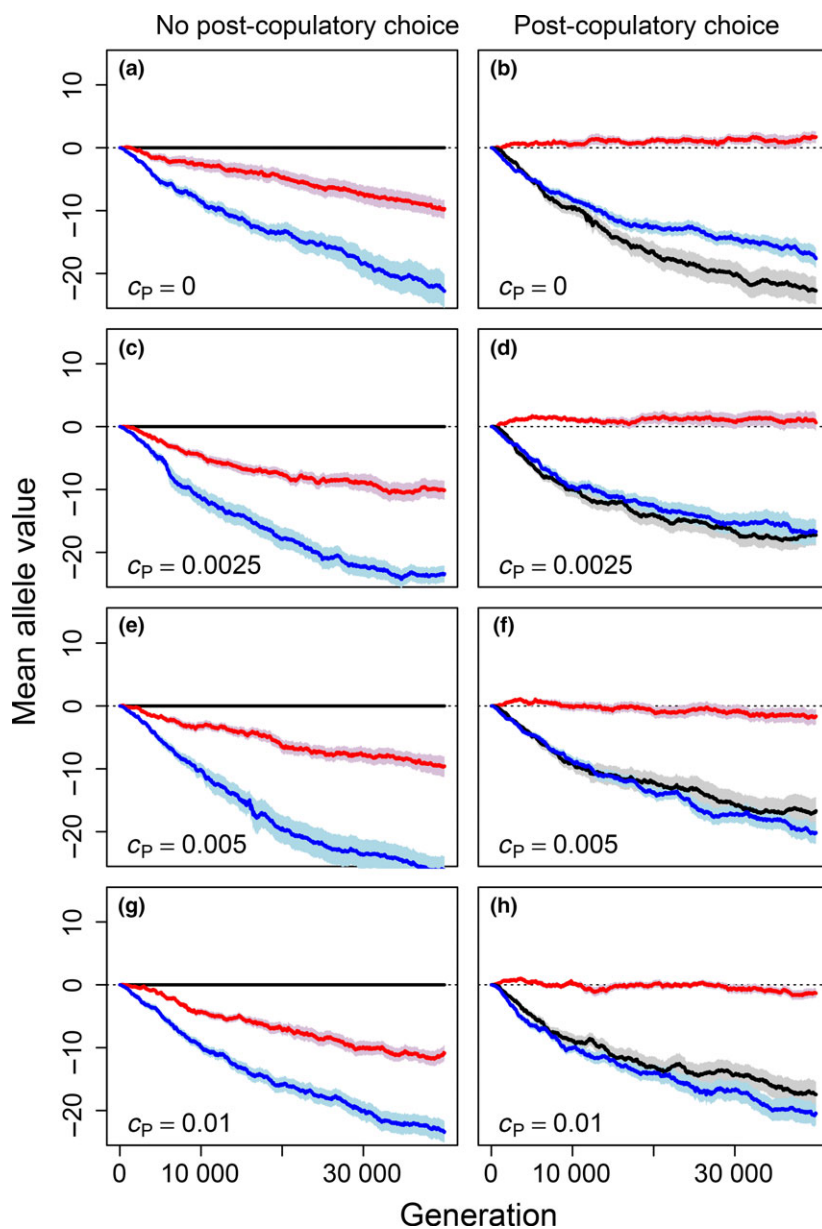 No post-copulatory choice Post-copulatory choice
(a) (b)
10
0
−10
−20
cP = 0 cP = 0
(c) (d)
10
0
−10
−20
cP = 0.0025 cP = 0.0025
(e) (f)
10
0
−10
−20
cP = 0.005 cP = 0.005
(g) (h)
10
0
−10
−20
cP = 0.01 cP = 0.01
0 10 000 30 000 0 10 000 30 000
Mean allele value
Generation